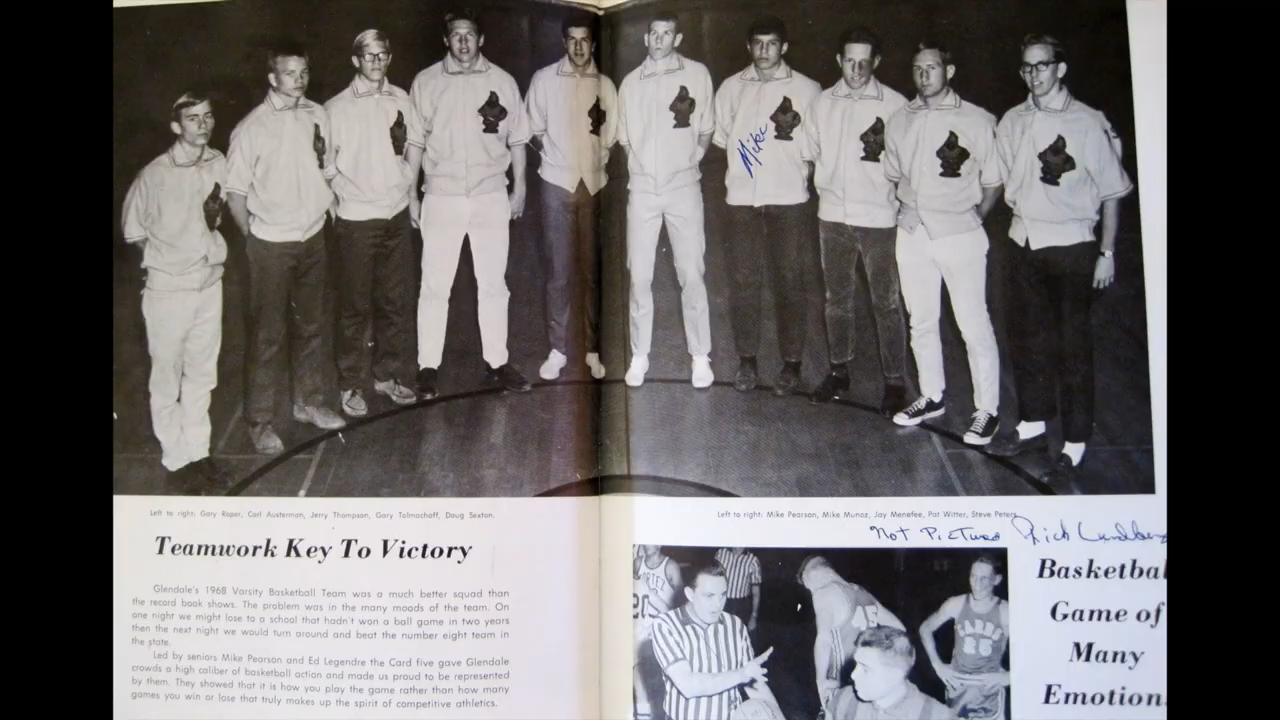 Mike
Left to right: Gary Roper, Carl Austerman, Jerry Thompson, Gary Tolmachoff, Doug Sexton.
Teamwork Key To Victory
Glendale's 1968 Varsity Basketball Team was a much better squad than
the record book shows. The problem was in the many moods of the team. On
one night we might lose to a school that hadn't won a ball game in two years
then the next night we would turn around and beat the number eight team in
the state.
Led by seniors Mike Pearson and Ed Legendre the Card five gave Glendale
crowds a high caliber of basketball action and made us proud to be represented
by them. They showed that it is how you play the game rather than how many
games you win or lose that truly makes up the spirit of competitive athletics.
Left to right: Mike Pearson, Mike Munoz, Jay Menefee, Pat Witter, Steve Peters
Not Pictured Rick Lundberg
45
CARDS
20
Basketbal
Game of
Many
Emotion